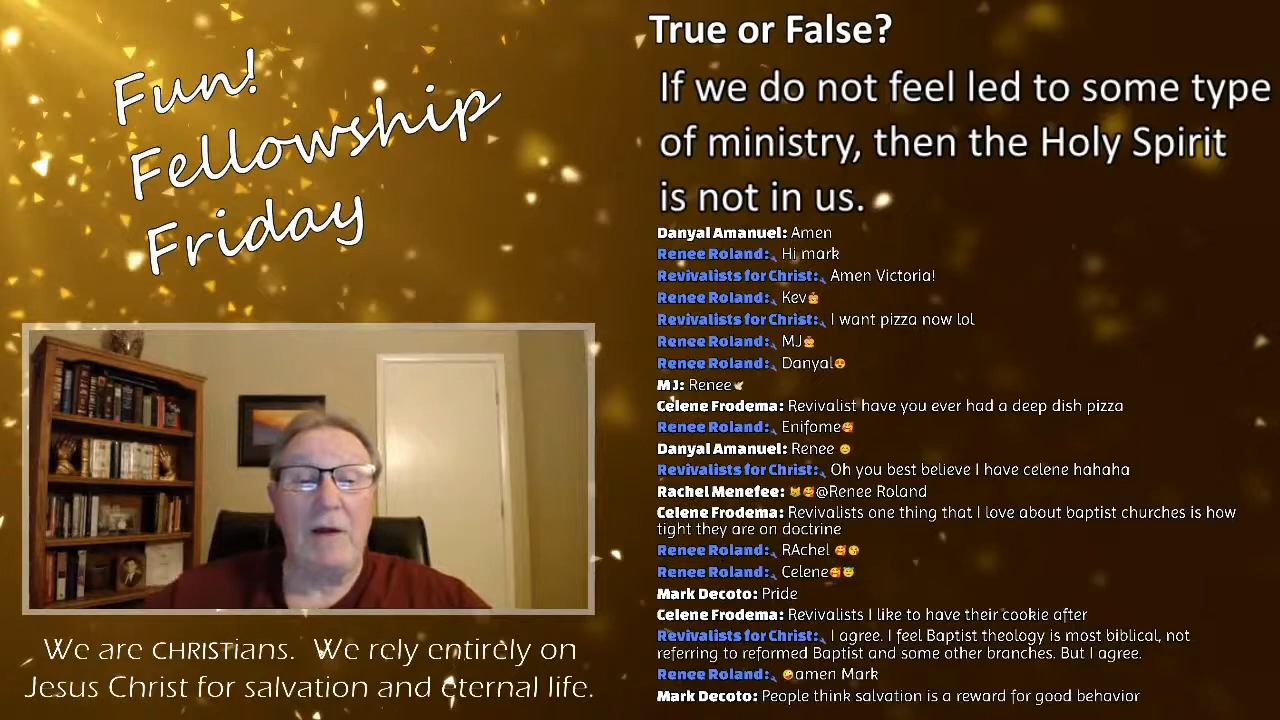 Fun!
Fellowship
Friday
We are CHRISTians. We rely entirely on
Jesus Christ for salvation and eternal life.
True or False?
If we do not feel led to some type
of ministry, then the Holy Spirit
is not in us.
Danyal Amanuel: Amen
Renee Roland: Hi mark
Revivalists for Christ: Amen Victoria!
Renee Roland: Kev
Revivalists for Christ: I want pizza now lol
Renee Roland: MJ
Renee Roland: Danyal😍
M J: Renee🕊
Celene Frodema: Revivalist have you ever had a deep dish pizza
Renee Roland: Enifome🥰
Danyal Amanuel: Renee 😊
Revivalists for Christ: Oh you best believe I have celene hahaha
Rachel Menefee: 😻🥰@Renee Roland
Celene Frodema: Revivalists one thing that I love about baptist churches is how
tight they are on doctrine
Renee Roland: RAchel 🥰😘
Renee Roland: Celene🥰😇
Mark Decoto: Pride
Celene Frodema: Revivalists I like to have their cookie after
Revivalists for Christ: I agree. I feel Baptist theology is most biblical, not
referring to reformed Baptist and some other branches. But I agree.
Renee Roland: 🤪amen Mark
Mark Decoto: People think salvation is a reward for good behavior